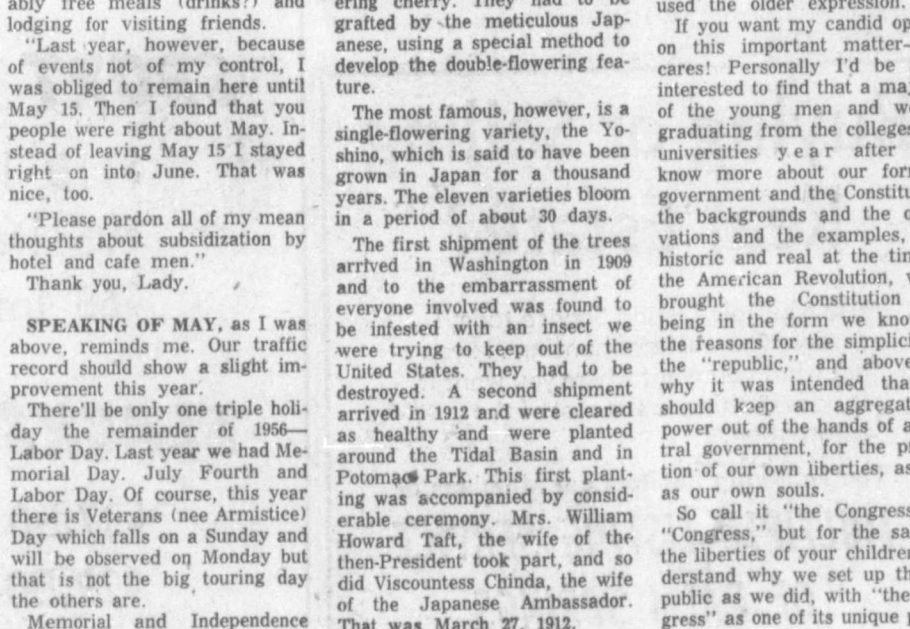 ably free meals (drinks?) and
lodging for visiting friends.
"Last year, however, because
of events not of my control, I
was obliged to remain here until
May 15. Then I found that you
people were right about May. In-
stead of leaving May 15 I stayed
right on into June. That was
nice, too.
"Please pardon all of my mean
thoughts about subsidization by
hotel and cafe men."
Thank you, Lady.
SPEAKING OF MAY, as I was
above, reminds me. Our traffic
record should show a slight im-
provement this year.
There'll be only one triple holi-
day the remainder of 1956—
Labor Day. Last year we had Me-
morial Day. July Fourth and
Labor Day. Of course, this year
there is Veterans (nee Armistice)
Day which falls on a Sunday and
will be observed on Monday but
that is not the big touring day
the others are.
Memorial and Independence
ering cherry. They had to be
grafted by the meticulous Jap-
anese, using a special method to
develop the double-flowering fea-
ture.
The most famous, however, is a
single-flowering variety, the Yo-
shino, which is said to have been
grown in Japan for a thousand
years. The eleven varieties bloom
in a period of about 30 days.
The first shipment of the trees
arrived in Washington in 1909
and to the embarrassment of
everyone involved was found to
be infested with an insect we
were trying to keep out of the
United States. They had to be
destroyed. A second shipment
arrived in 1912 and were cleared
as healthy and were planted
around the Tidal Basin and in
Potomac Park. This first plant-
ing was accompanied by consid-
erable ceremony. Mrs. William
Howard Taft, the wife of the
then-President took part, and so
did Viscountess Chinda, the wife
of the Japanese Ambassador.
That was March 27, 1912.
used the older expression.
If you want my candid op
on this important matter—
cares! Personally I'd be
interested to find that a ma
of the young men and w
graduating from the colleges
universities year after
know more about our for
government and the Constitu
the backgrounds and the
vations and the examples,
historic and real at the tin
the American Revolution,
brought the Constitution
being in the form we kno
the reasons for the simplici
the "republic," and above
why it was intended tha
should keep an aggregat
power out of the hands of a
tral government, for the p
tion of our own liberties, as
as our own souls.
So call it "the Congress
"Congress," but for the sa
the liberties of your children
derstand why we set up th
public as we did, with "the
gress" as one of its unique